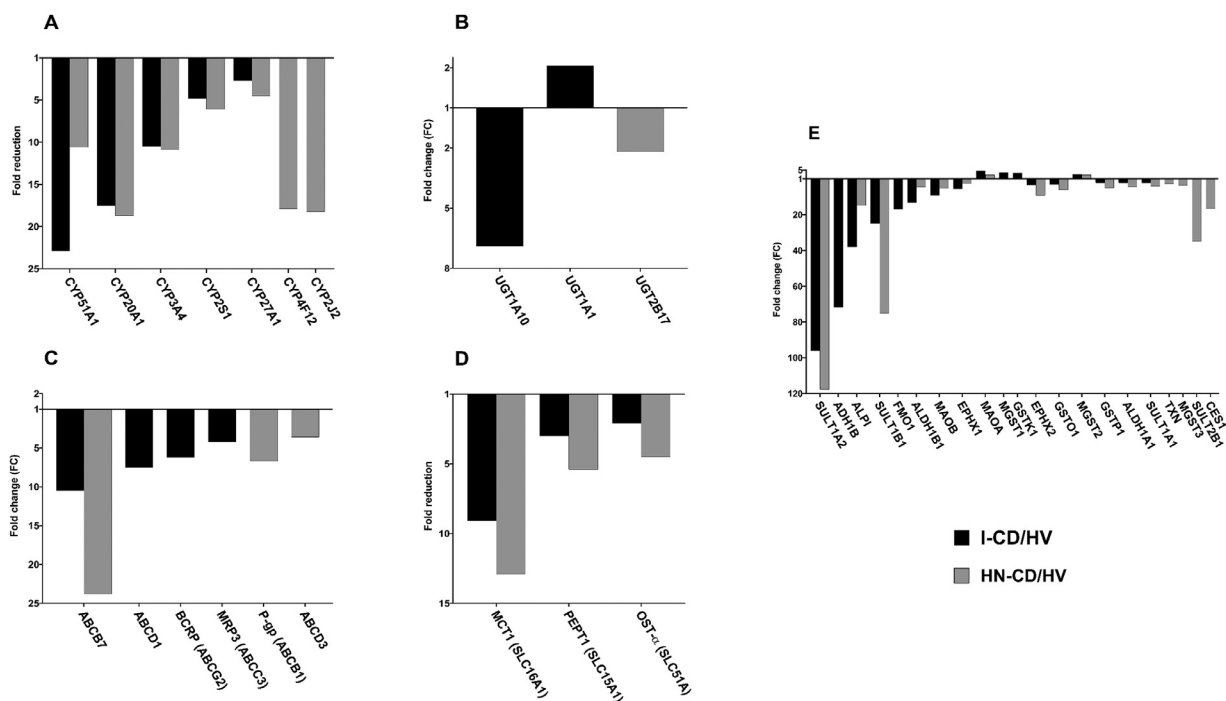 A
Fold reduction
1
5
10
15
20
25
CYP51A1
CYP20A1
CYP3A4
CYP2S1
CYP27A1
CYP4F12
CYP2J2
B
Fold change (FC)
2
1
2
5
8
UGT1A10
UGT1A1
UGT2B17
C
Fold change (FC)
2
1
5
10
15
20
25
ABCB7
ABCD1
BCRP (ABCG2)
MRP3 (ABCC3)
P-gp (ABCB1)
ABCD3
D
Fold reduction
1
5
10
15
MCT1 (SLC16A1)
PEPT1 (SLC15A1)
OST-α (SLC51A)
E
Fold change (FC)
5
1
20
40
60
80
100
120
SULT1A2
ADH1B
ALPI
SULT1B1
FMO1
ALDH1B1
MAOB
EPHX1
MAOA
MGST1
GSTK1
EPHX2
GSTO1
MGST2
GSTP1
ALDH1A1
SULT1A1
TXN
MGST3
SULT2B1
CES1
I-CD/HV
HN-CD/HV